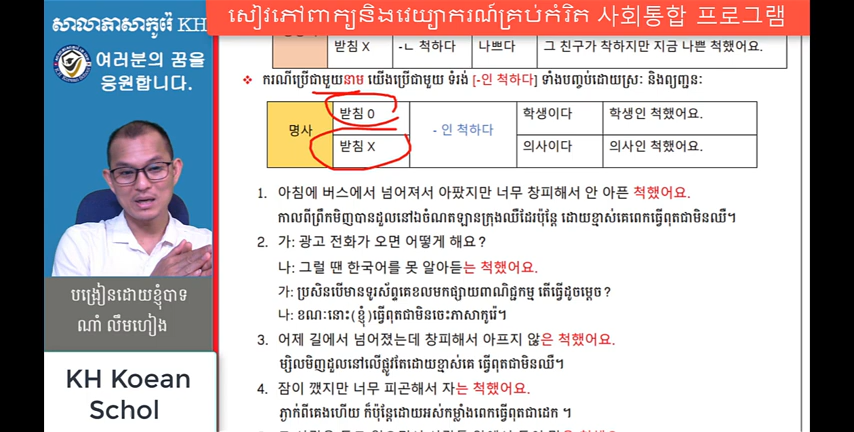 សាលាភាសាកូរ៉េ KH
여러분의 꿈을
응원합니다.
បង្រៀនដោយខ្ញុំបាទ
ណាំ លឹមហៀង
KH Koean
Schol
សៀវភៅពាក្យនិងវេយ្យាករណ៍គ្រប់កំរិត 사회통합 프로그램
받침 X -ㄴ 척하다 나쁘다 그 친구가 착하지만 지금 나쁜 척했어요.
❖ ករណីប្រើជាមួយនាម យើងប្រើជាមួយ ទំរង់ [-인 척하다] ទាំងបញ្ចប់ដោយស្រៈ និងព្យញ្ជនៈ
명사 받침 O - 인 척하다 학생이다 학생인 척했어요.
받침 X 의사이다 의사인 척했어요.
1. 아침에 버스에서 넘어져서 아팠지만 너무 창피해서 안 아픈 척했어요.
កាលពីព្រឹកមិញបានដួលនៅឯចំណតឡានក្រុងឈឺដែរប៉ុន្តែ ដោយខ្មាស់គេពេកធ្វើពុតជាមិនឈឺ។
2. 가: 광고 전화가 오면 어떻게 해요?
나: 그럴 땐 한국어를 못 알아듣는 척했어요.
가: ប្រសិនបើមានទូរស័ព្ទគេខលមកផ្សាយពាណិជ្ជកម្ម តើធ្វើដូចម្ដេច?
나: ខណៈនោះ(ខ្ញុំ)ធ្វើពុតជាមិនចេះភាសាកូរ៉េ។
3. 어제 길에서 넘어졌는데 창피해서 아프지 않은 척했어요.
ម្សិលមិញដួលនៅលើផ្លូវតែដោយខ្មាស់គេ ធ្វើពុតជាមិនឈឺ។
4. 잠이 깼지만 너무 피곤해서 자는 척했어요.
ភ្ញាក់ពីគេងហើយ ក៏ប៉ុន្តែដោយអស់កម្លាំងពេកធ្វើពុតជាដេក ។